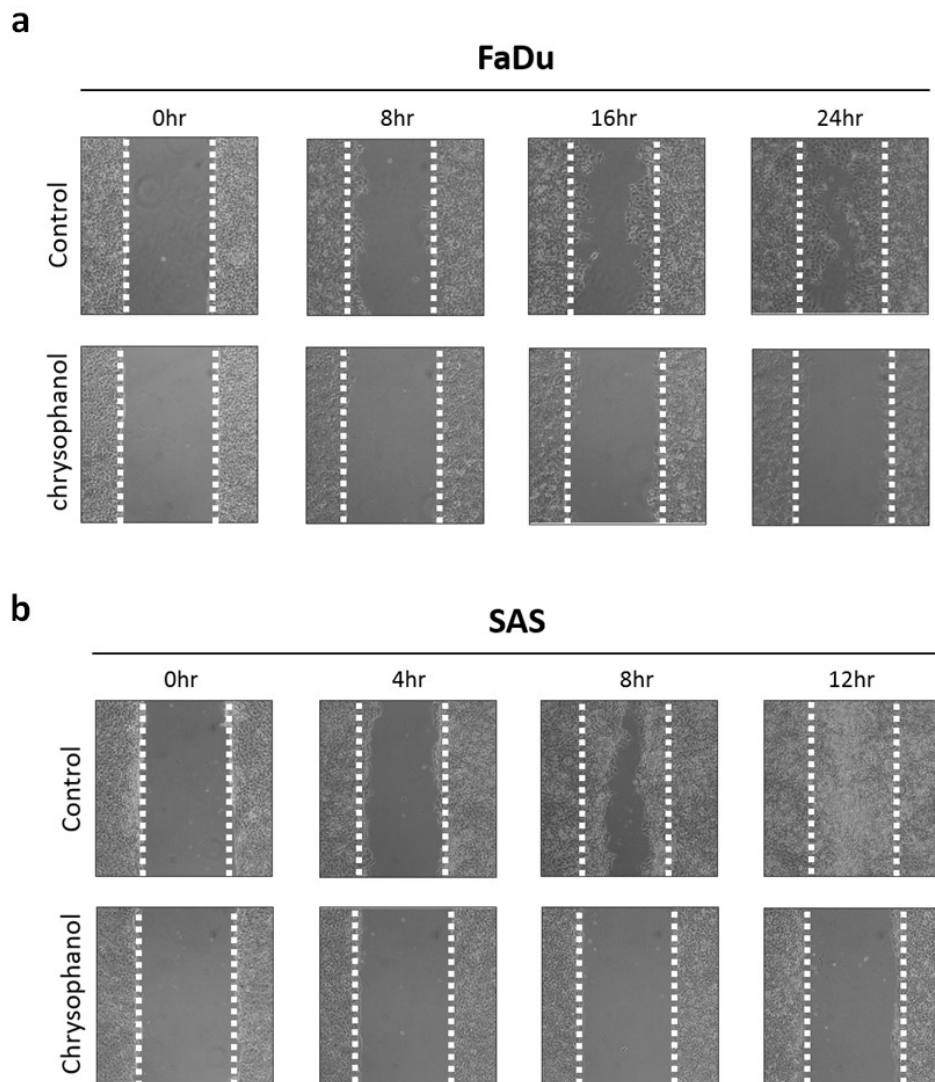 a
FaDu
0hr 8hr 16hr 24hr
Control
chrysophanol
b
SAS
0hr 4hr 8hr 12hr
Control
Chrysophanol